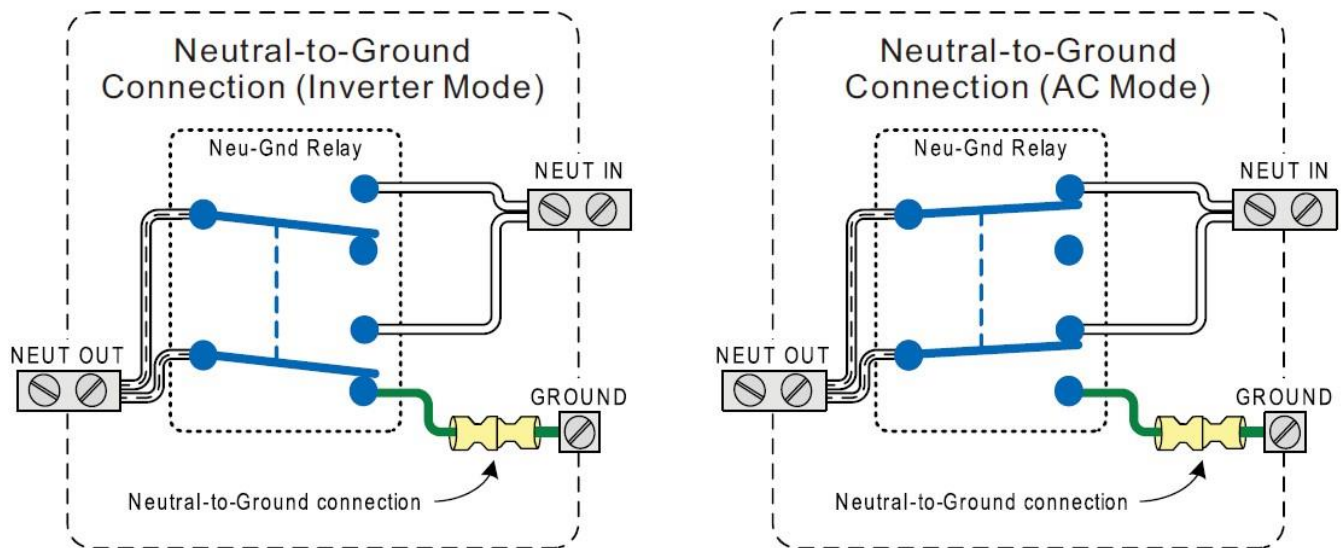 Neutral-to-Ground
Connection (Inverter Mode)
Neu-Gnd Relay
NEUT IN
NEUT OUT
GROUND
Neutral-to-Ground connection
Neutral-to-Ground
Connection (AC Mode)
Neu-Gnd Relay
NEUT IN
NEUT OUT
GROUND
Neutral-to-Ground connection